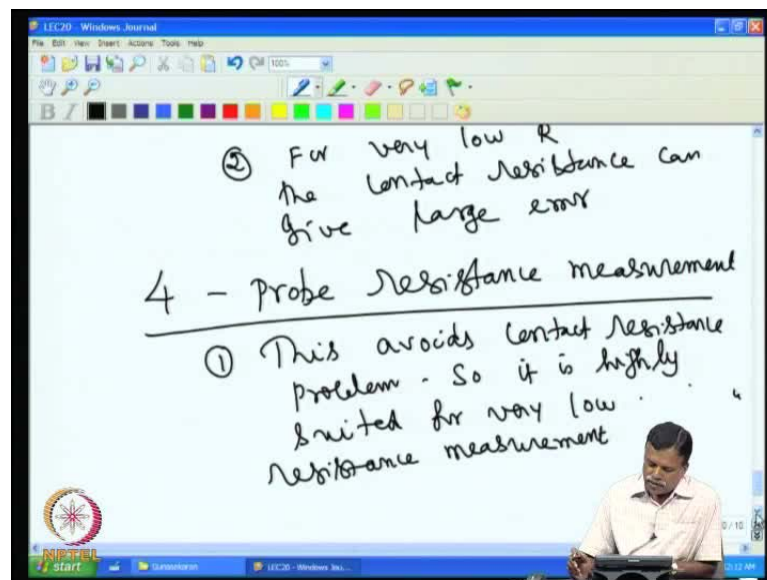 LEC20 - Windows Journal
File Edit View Insert Actions Tools Help
100%
B I
② For very low R
the contact resistance can
give large error
4 - Probe resistance measurement
① This avoids contact resistance
problem - So it is highly
suited for very low
resistance measurement
NPTEL
start
LEC20 - Windows Jou...